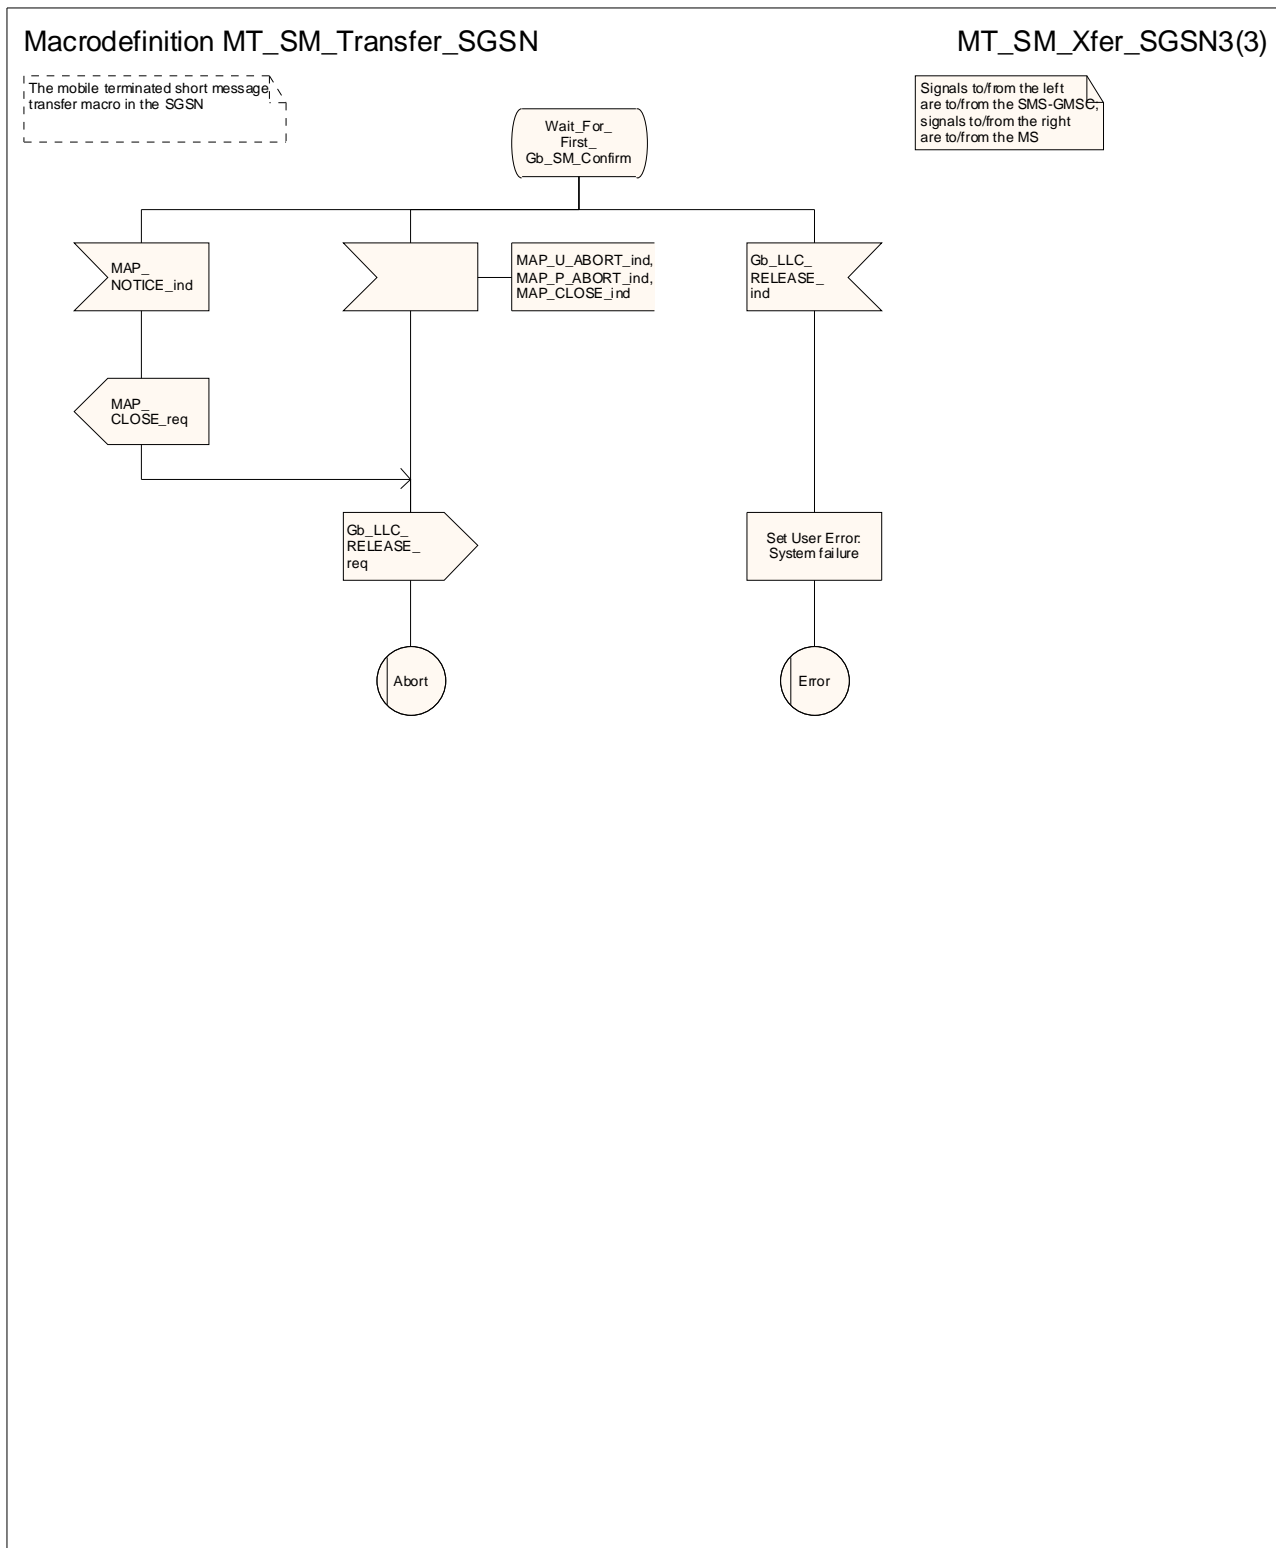 Macrodefinition MT_SM_Transfer_SGSN
MT_SM_Xfer_SGSN3(3)
The mobile terminated short message
transfer macro in the SGSN
Signals to/from the left
are to/from the SMS-GMSC,
signals to/from the right
are to/from the MS
Wait_For_
First_
Gb_SM_Confirm
MAP_
NOTICE_ind
MAP_U_ABORT_ind,
MAP_P_ABORT_ind,
MAP_CLOSE_ind
Gb_LLC_
RELEASE_
ind
MAP_
CLOSE_req
Gb_LLC_
RELEASE_
req
Set User Error:
System failure
Abort
Error